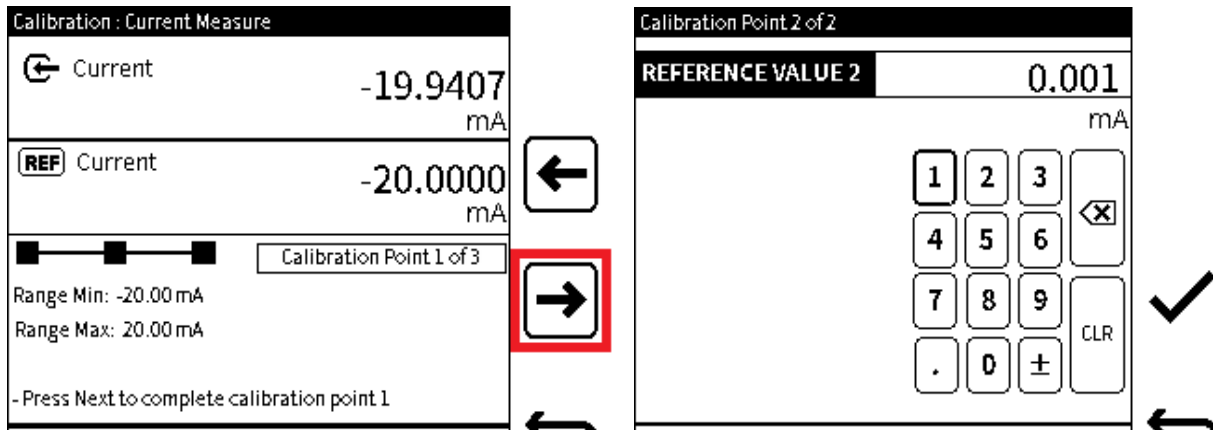 Calibration : Current Measure
Current
-19.9407
mA
REF Current
-20.0000
mA
Calibration Point 1 of 3
Range Min: -20.00 mA
Range Max: 20.00 mA
- Press Next to complete calibration point 1
Calibration Point 2 of 2
REFERENCE VALUE 2 0.001
mA
1 2 3
4 5 6
7 8 9
CLR
. 0 ±